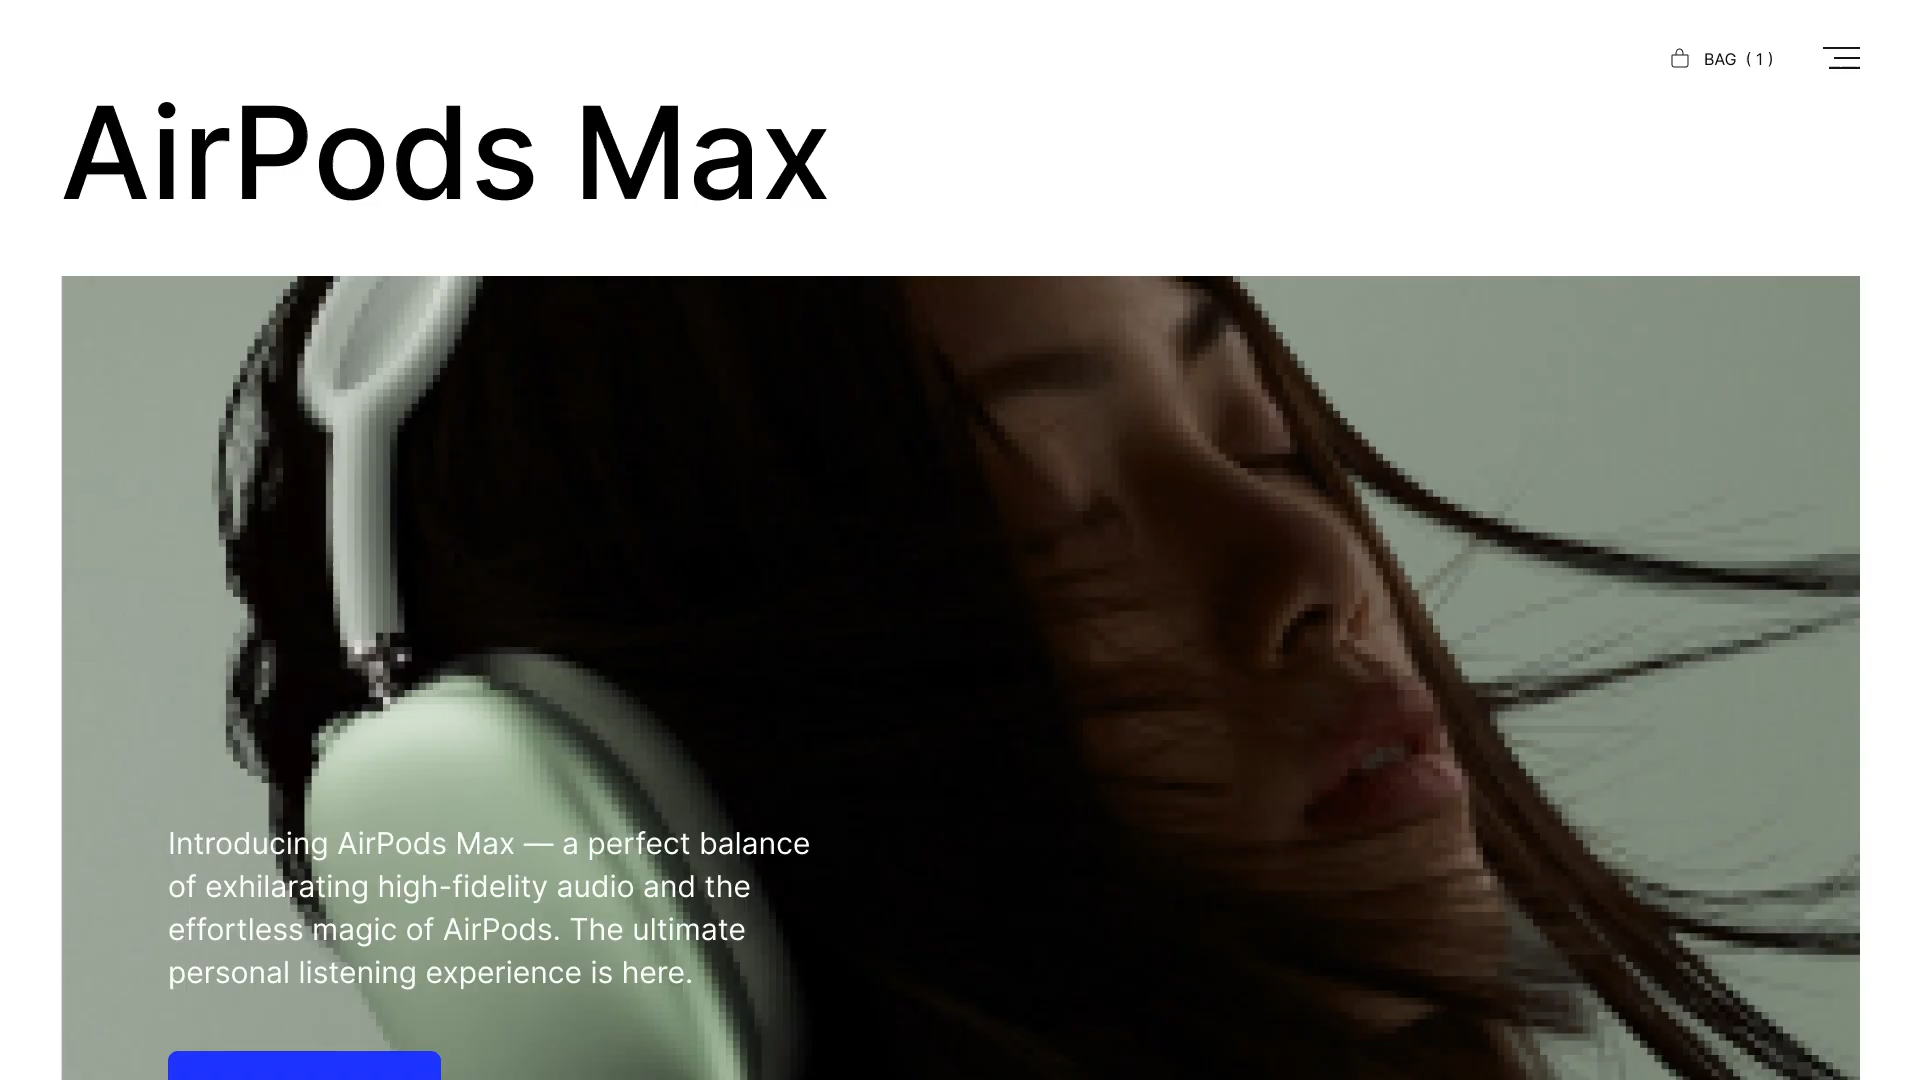 BAG ( 1 )
AirPods Max
Introducing AirPods Max — a perfect balance
of exhilarating high-fidelity audio and the
effortless magic of AirPods. The ultimate
personal listening experience is here.